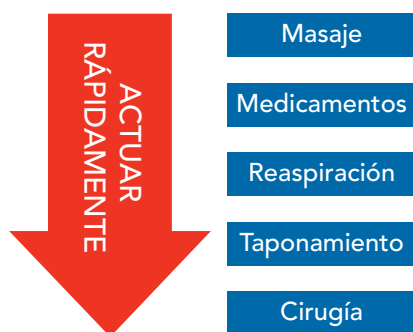 ACTUAR
RÁPIDAMENTE
Masaje
Medicamentos
Reaspiración
Taponamiento
Cirugía